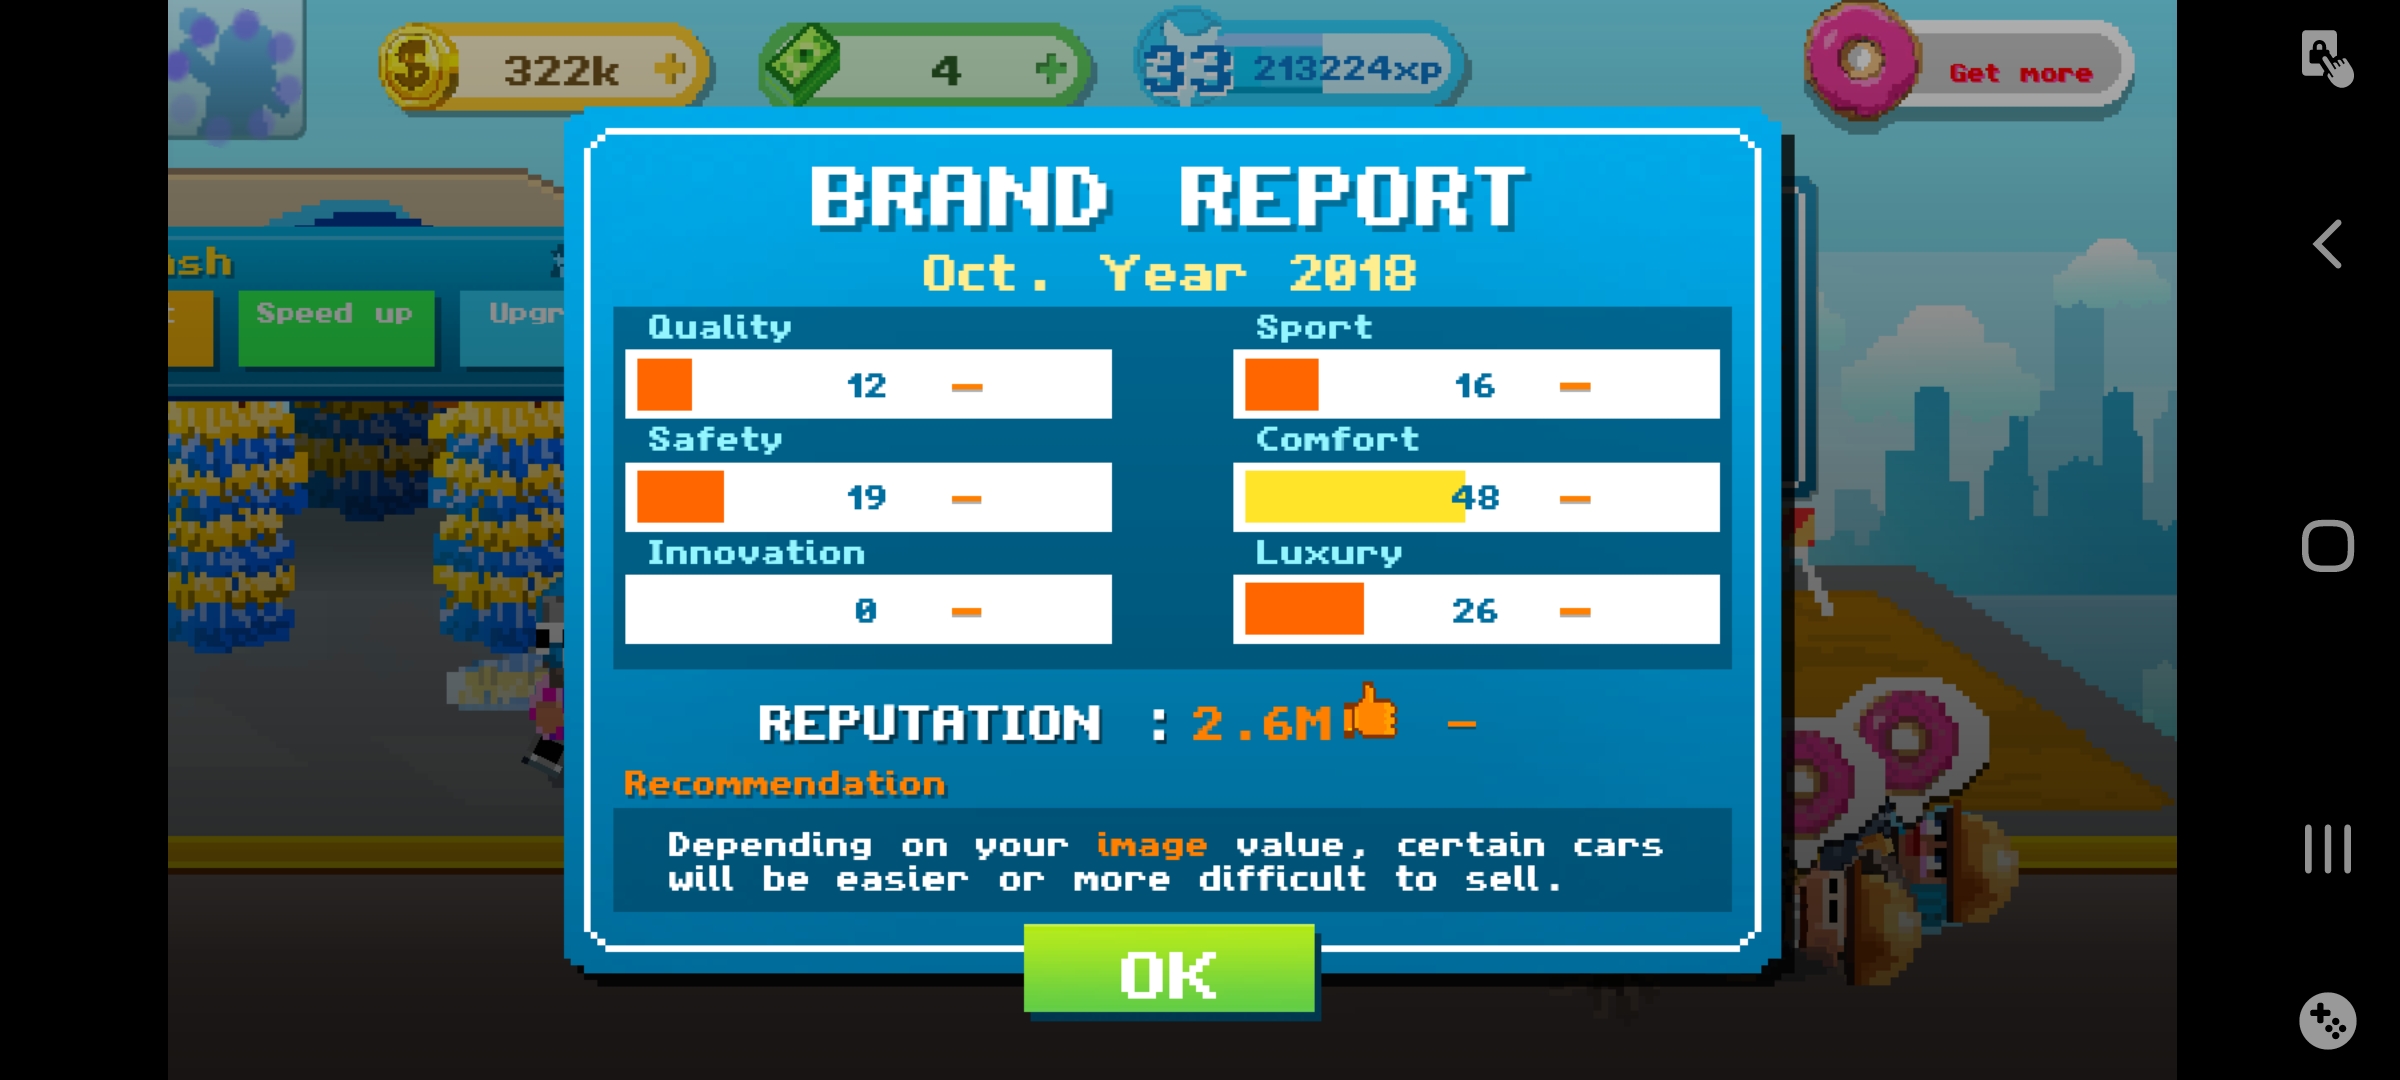 322k
4
33 213224xp
Get more
BRAND REPORT
Oct. Year 2018
Speed up
Quality
Sport
12
16
Safety
Comfort
19
48
Innovation
Luxury
0
26
REPUTATION : 2.6M
Recommendation
Depending on your image value, certain cars
will be easier or more difficult to sell.
OK